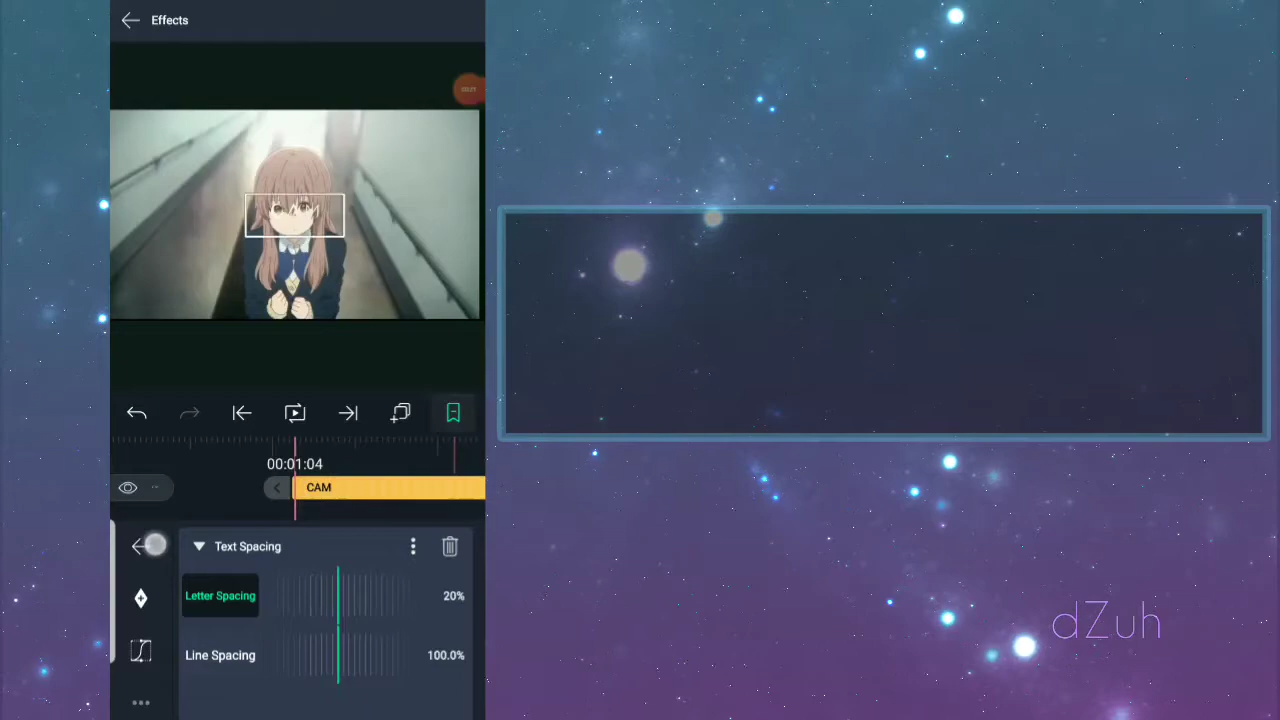 Effects
00:01:04
CAM
Text Spacing
Letter Spacing
20%
Line Spacing
100.0%
dZuh